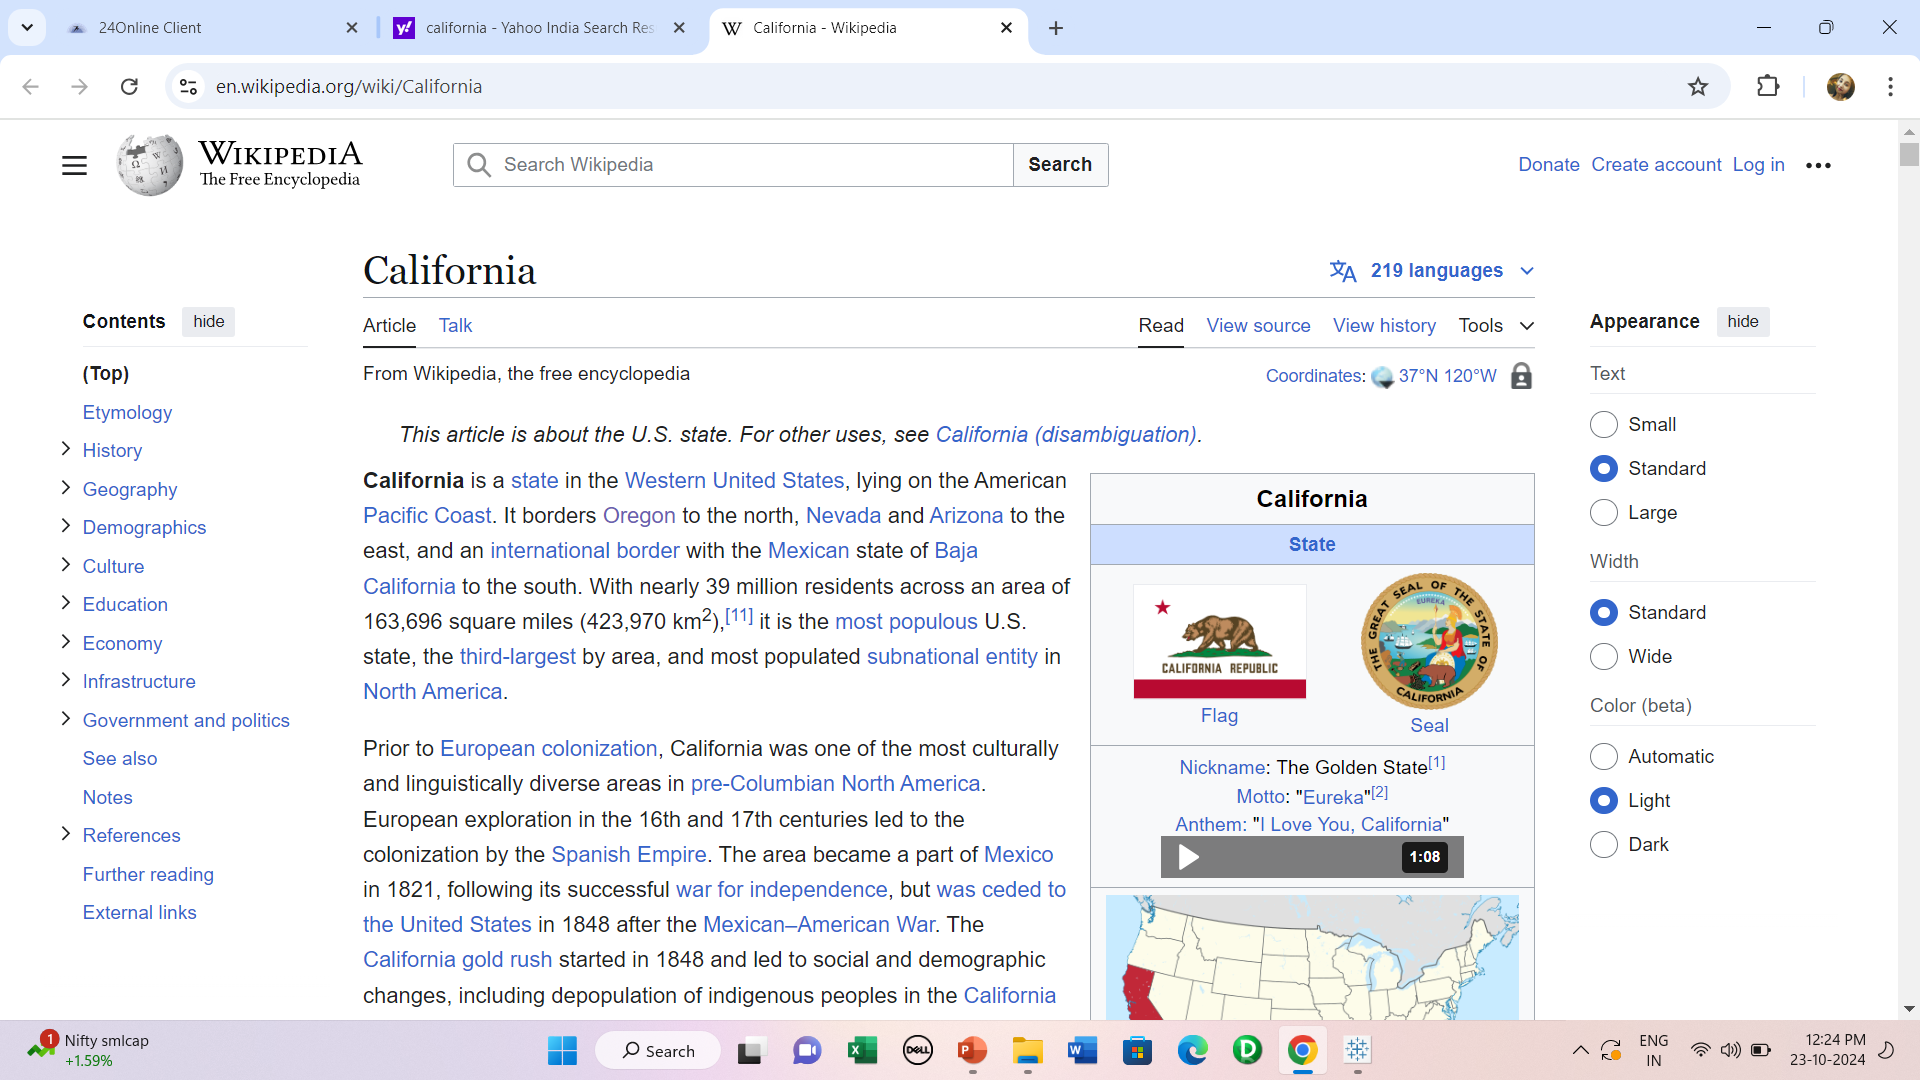 24Online Client
california - Yahoo India Search Res
California - Wikipedia
en.wikipedia.org/wiki/California
WIKIPEDIA
The Free Encyclopedia
Search Wikipedia
Search
Donate Create account Log in
California
219 languages
Contents hide
Article Talk
Read View source View history Tools
Appearance hide
(Top)
Etymology
History
Geography
Demographics
Culture
Education
Economy
Infrastructure
Government and politics
See also
Notes
References
Further reading
External links
From Wikipedia, the free encyclopedia
Coordinates: 37°N 120°W
This article is about the U.S. state. For other uses, see California (disambiguation).
California is a state in the Western United States, lying on the American
Pacific Coast. It borders Oregon to the north, Nevada and Arizona to the
east, and an international border with the Mexican state of Baja
California to the south. With nearly 39 million residents across an area of
163,696 square miles (423,970 km2),[11] it is the most populous U.S.
state, the third-largest by area, and most populated subnational entity in
North America.
Prior to European colonization, California was one of the most culturally
and linguistically diverse areas in pre-Columbian North America.
European exploration in the 16th and 17th centuries led to the
colonization by the Spanish Empire. The area became a part of Mexico
in 1821, following its successful war for independence, but was ceded to
the United States in 1848 after the Mexican–American War. The
California gold rush started in 1848 and led to social and demographic
changes, including depopulation of indigenous peoples in the California
California
State
CALIFORNIA REPUBLIC
THE GREAT SEAL OF THE STATE OF CALIFORNIA
EUREKA
Flag
Seal
Nickname: The Golden State[1]
Motto: "Eureka"[2]
Anthem: "I Love You, California"
1:08
Text
Small
Standard
Large
Width
Standard
Wide
Color (beta)
Automatic
Light
Dark
1
Nifty smlcap
+1.59%
Search
DELL
ENG
IN
12:24 PM
23-10-2024